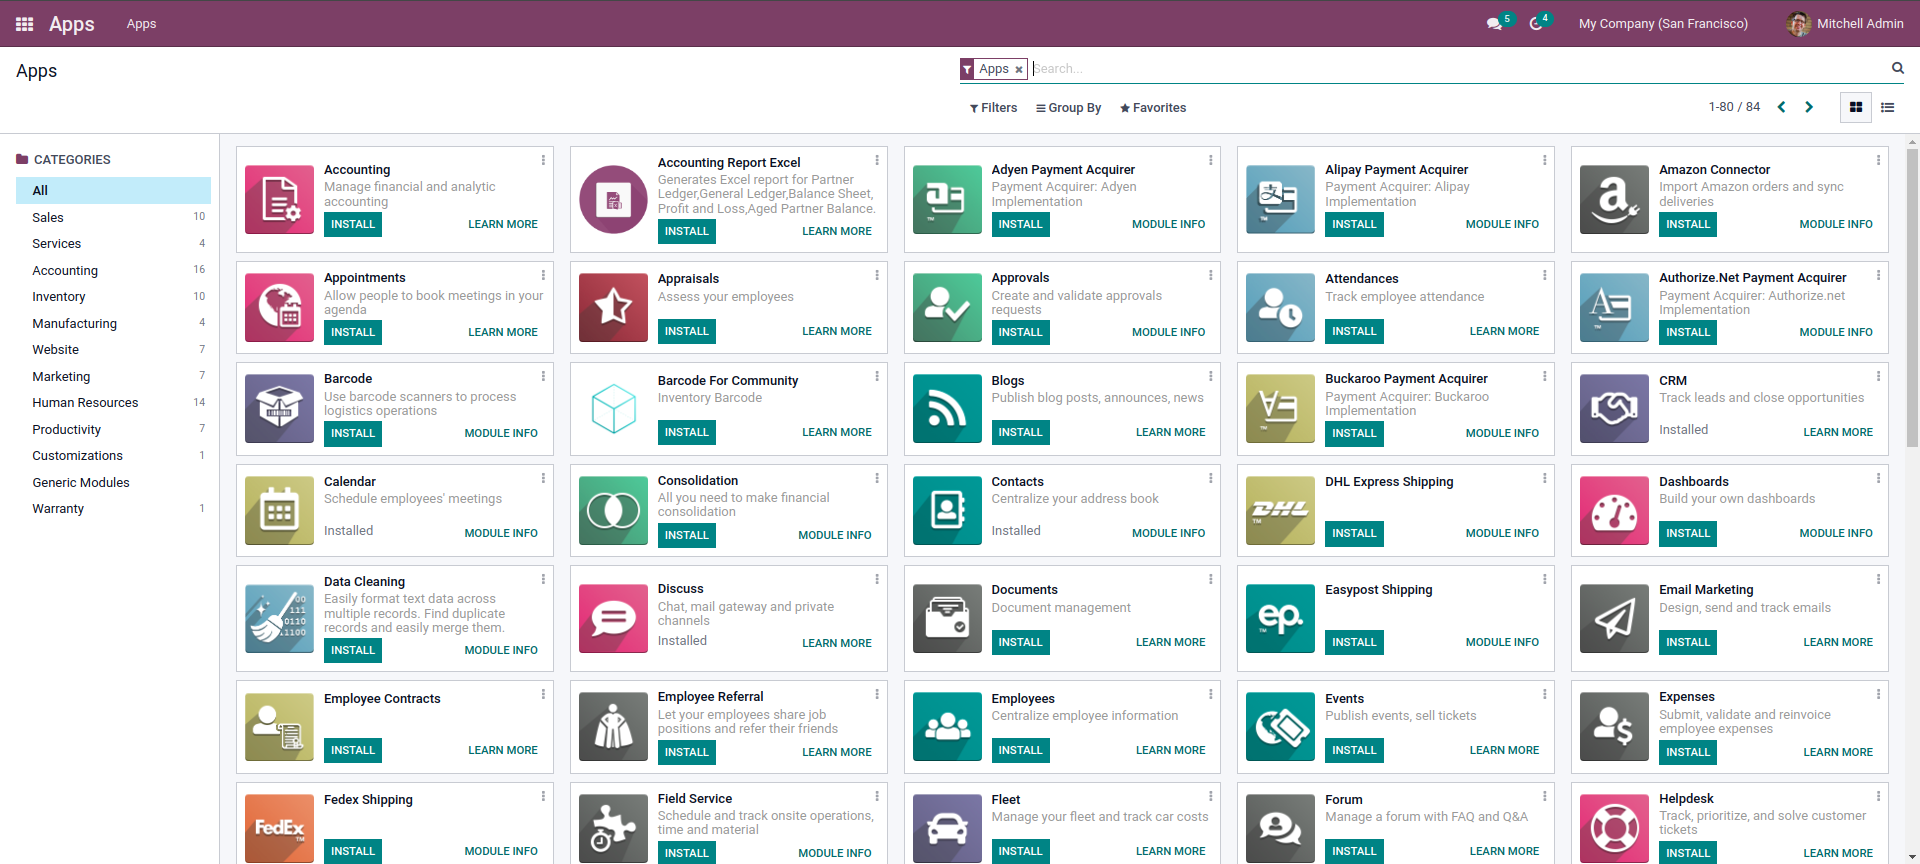 Apps
Apps
5
4
My Company (San Francisco)
Mitchell Admin
Apps
Apps
Search...
Filters
Group By
Favorites
1-80 / 84
CATEGORIES
All
Sales 10
Services 4
Accounting 16
Inventory 10
Manufacturing 4
Website 7
Marketing 7
Human Resources 14
Productivity 7
Customizations 1
Generic Modules
Warranty 1
Accounting
Manage financial and analytic
accounting
INSTALL
LEARN MORE
Accounting Report Excel
Generates Excel report for Partner
Ledger,General Ledger,Balance Sheet,
Profit and Loss,Aged Partner Balance.
INSTALL
LEARN MORE
Adyen Payment Acquirer
Payment Acquirer: Adyen
Implementation
INSTALL
MODULE INFO
TM
Alipay Payment Acquirer
Payment Acquirer: Alipay
Implementation
INSTALL
MODULE INFO
TM
Amazon Connector
Import Amazon orders and sync
deliveries
INSTALL
MODULE INFO
a
TM
Appointments
Allow people to book meetings in your
agenda
INSTALL
LEARN MORE
Appraisals
Assess your employees
INSTALL
LEARN MORE
Approvals
Create and validate approvals
requests
INSTALL
MODULE INFO
Attendances
Track employee attendance
INSTALL
LEARN MORE
Authorize.Net Payment Acquirer
Payment Acquirer: Authorize.net
Implementation
INSTALL
MODULE INFO
A
TM
Barcode
Use barcode scanners to process
logistics operations
INSTALL
MODULE INFO
Barcode For Community
Inventory Barcode
INSTALL
LEARN MORE
Blogs
Publish blog posts, announces, news
INSTALL
LEARN MORE
Buckaroo Payment Acquirer
Payment Acquirer: Buckaroo
Implementation
INSTALL
MODULE INFO
TM
CRM
Track leads and close opportunities
Installed
LEARN MORE
Calendar
Schedule employees' meetings
Installed
MODULE INFO
Consolidation
All you need to make financial
consolidation
INSTALL
MODULE INFO
Contacts
Centralize your address book
Installed
MODULE INFO
DHL
TM
DHL Express Shipping
INSTALL
MODULE INFO
Dashboards
Build your own dashboards
INSTALL
MODULE INFO
00
111
0110
11100
Data Cleaning
Easily format text data across
multiple records. Find duplicate
records and easily merge them.
INSTALL
MODULE INFO
Discuss
Chat, mail gateway and private
channels
Installed
LEARN MORE
Documents
Document management
INSTALL
LEARN MORE
ep.
TM
Easypost Shipping
INSTALL
MODULE INFO
Email Marketing
Design, send and track emails
INSTALL
LEARN MORE
Employee Contracts
INSTALL
LEARN MORE
Employee Referral
Let your employees share job
positions and refer their friends
INSTALL
LEARN MORE
Employees
Centralize employee information
INSTALL
LEARN MORE
Events
Publish events, sell tickets
INSTALL
LEARN MORE
$
Expenses
Submit, validate and reinvoice
employee expenses
INSTALL
LEARN MORE
FedEx
TM
Fedex Shipping
INSTALL
MODULE INFO
Field Service
Schedule and track onsite operations,
time and material
INSTALL
MODULE INFO
Fleet
Manage your fleet and track car costs
INSTALL
LEARN MORE
Forum
Manage a forum with FAQ and Q&A
INSTALL
LEARN MORE
Helpdesk
Track, prioritize, and solve customer
tickets
INSTALL
LEARN MORE